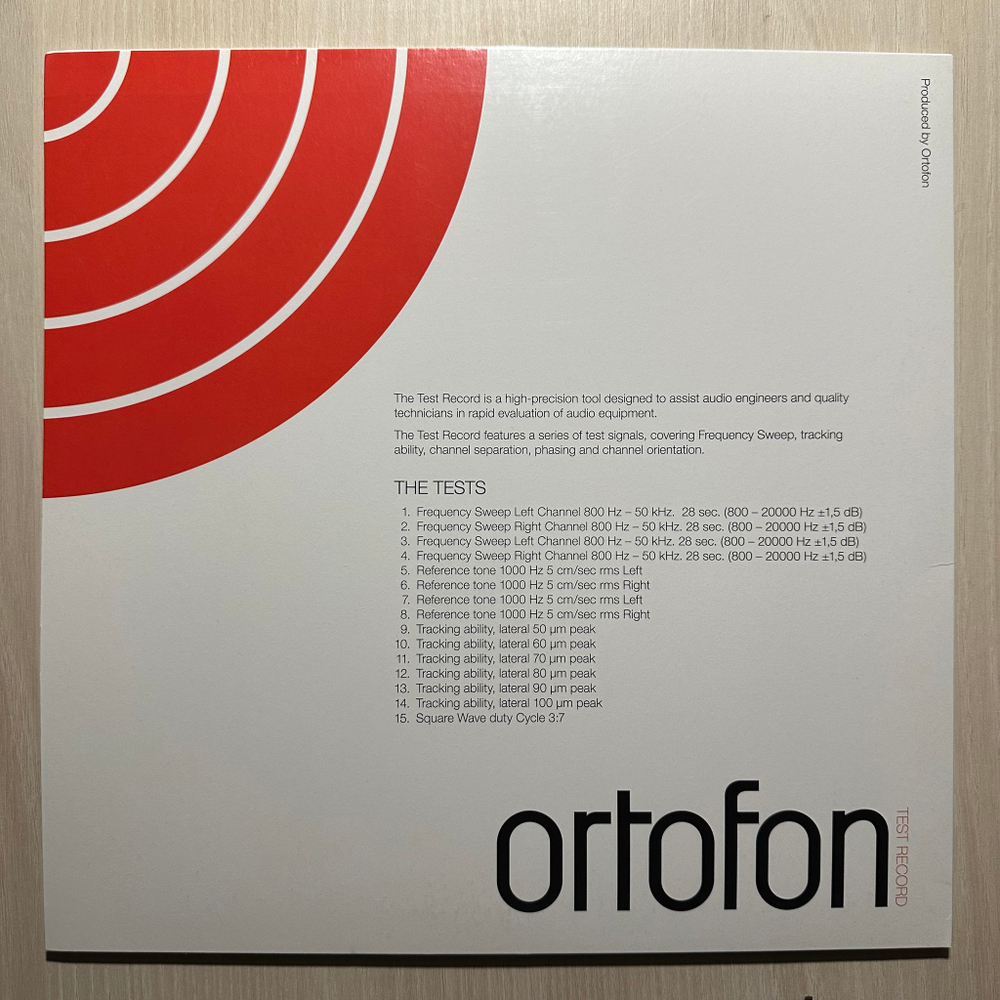 Produced by Ortofon
The Test Record is a high-precision tool designed to assist audio engineers and quality
technicians in rapid evaluation of audio equipment.
The Test Record features a series of test signals, covering Frequency Sweep, tracking
ability, channel separation, phasing and channel orientation.
THE TESTS
1. Frequency Sweep Left Channel 800 Hz – 50 kHz. 28 sec. (800 – 20000 Hz ±1,5 dB)
2. Frequency Sweep Right Channel 800 Hz – 50 kHz. 28 sec. (800 – 20000 Hz ±1,5 dB)
3. Frequency Sweep Left Channel 800 Hz – 50 kHz. 28 sec. (800 – 20000 Hz ±1,5 dB)
4. Frequency Sweep Right Channel 800 Hz – 50 kHz. 28 sec. (800 – 20000 Hz ±1,5 dB)
5. Reference tone 1000 Hz 5 cm/sec rms Left
6. Reference tone 1000 Hz 5 cm/sec rms Right
7. Reference tone 1000 Hz 5 cm/sec rms Left
8. Reference tone 1000 Hz 5 cm/sec rms Right
9. Tracking ability, lateral 50 µm peak
10. Tracking ability, lateral 60 µm peak
11. Tracking ability, lateral 70 µm peak
12. Tracking ability, lateral 80 µm peak
13. Tracking ability, lateral 90 µm peak
14. Tracking ability, lateral 100 µm peak
15. Square Wave duty Cycle 3:7
ortofon
TEST RECORD